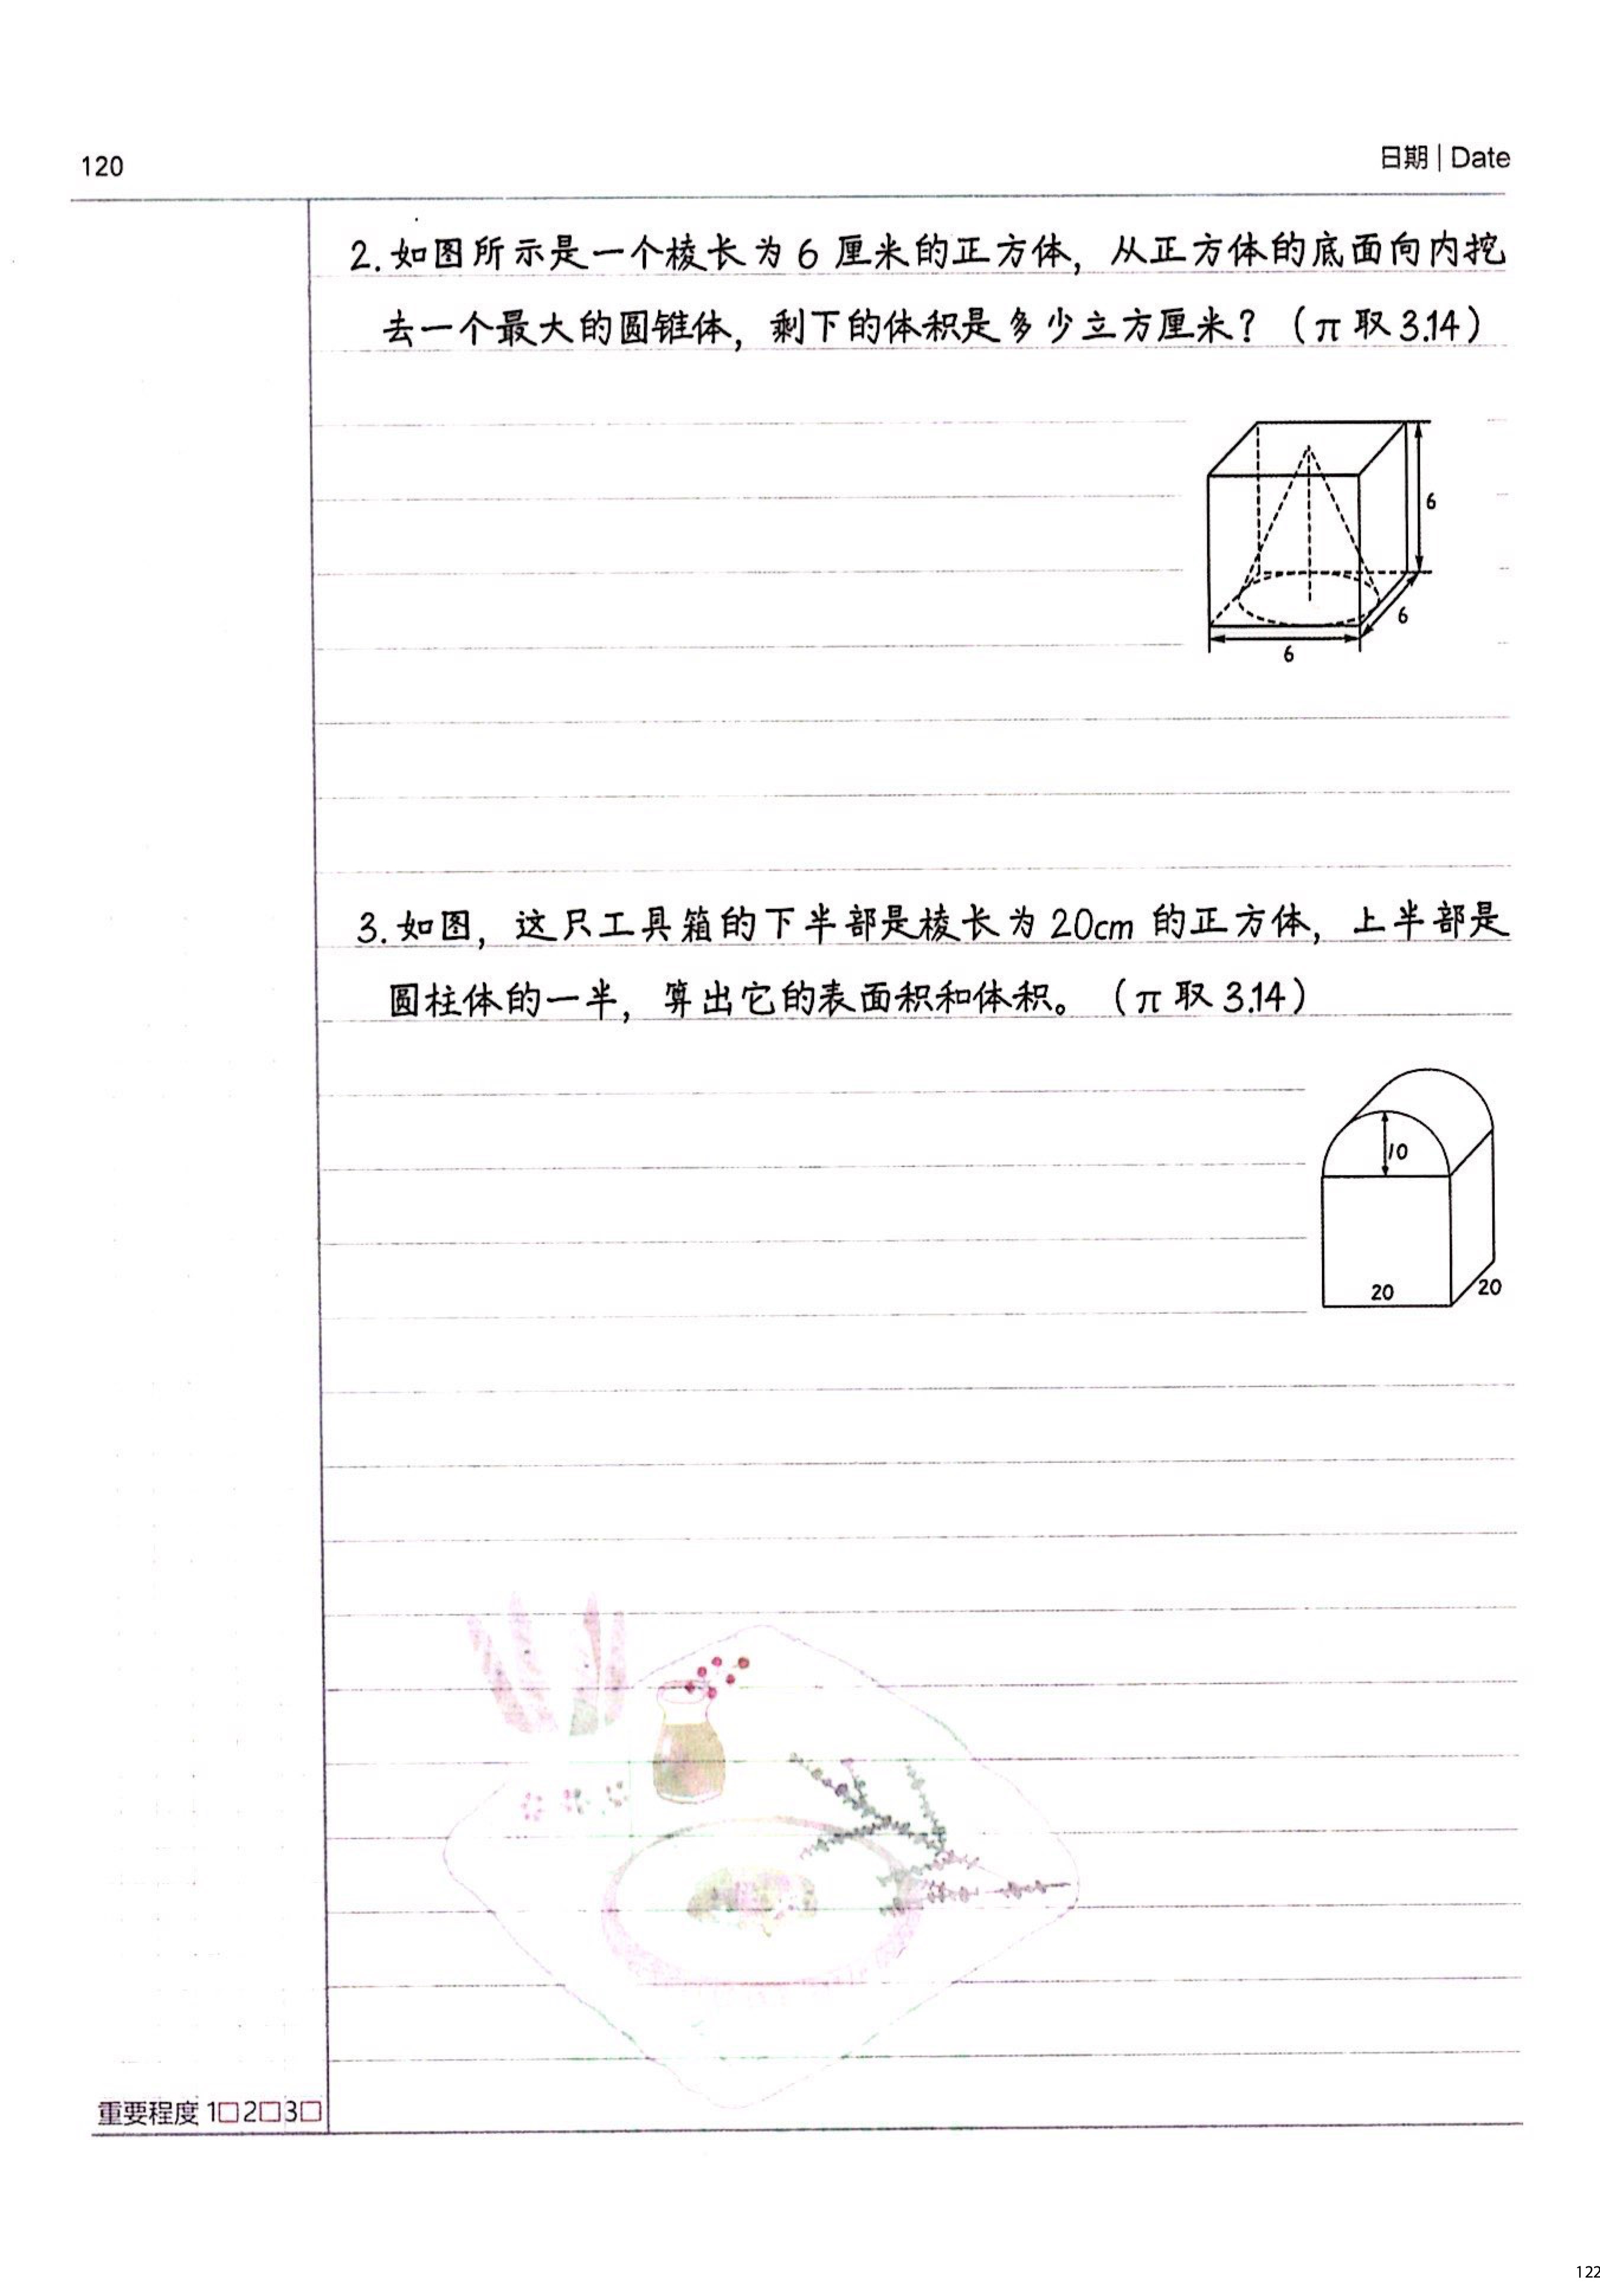 120
日期 | Date
2. 如图所示是一个棱长为 6 厘米的正方体，从正方体的底面向内挖
去一个最大的圆锥体，剩下的体积是多少立方厘米？（π 取 3.14）
6
6
6
3. 如图，这只工具箱的下半部是棱长为 20cm 的正方体，上半部是
圆柱体的一半，算出它的表面积和体积。（π 取 3.14）
10
20
20
重要程度 1□2□3□
122